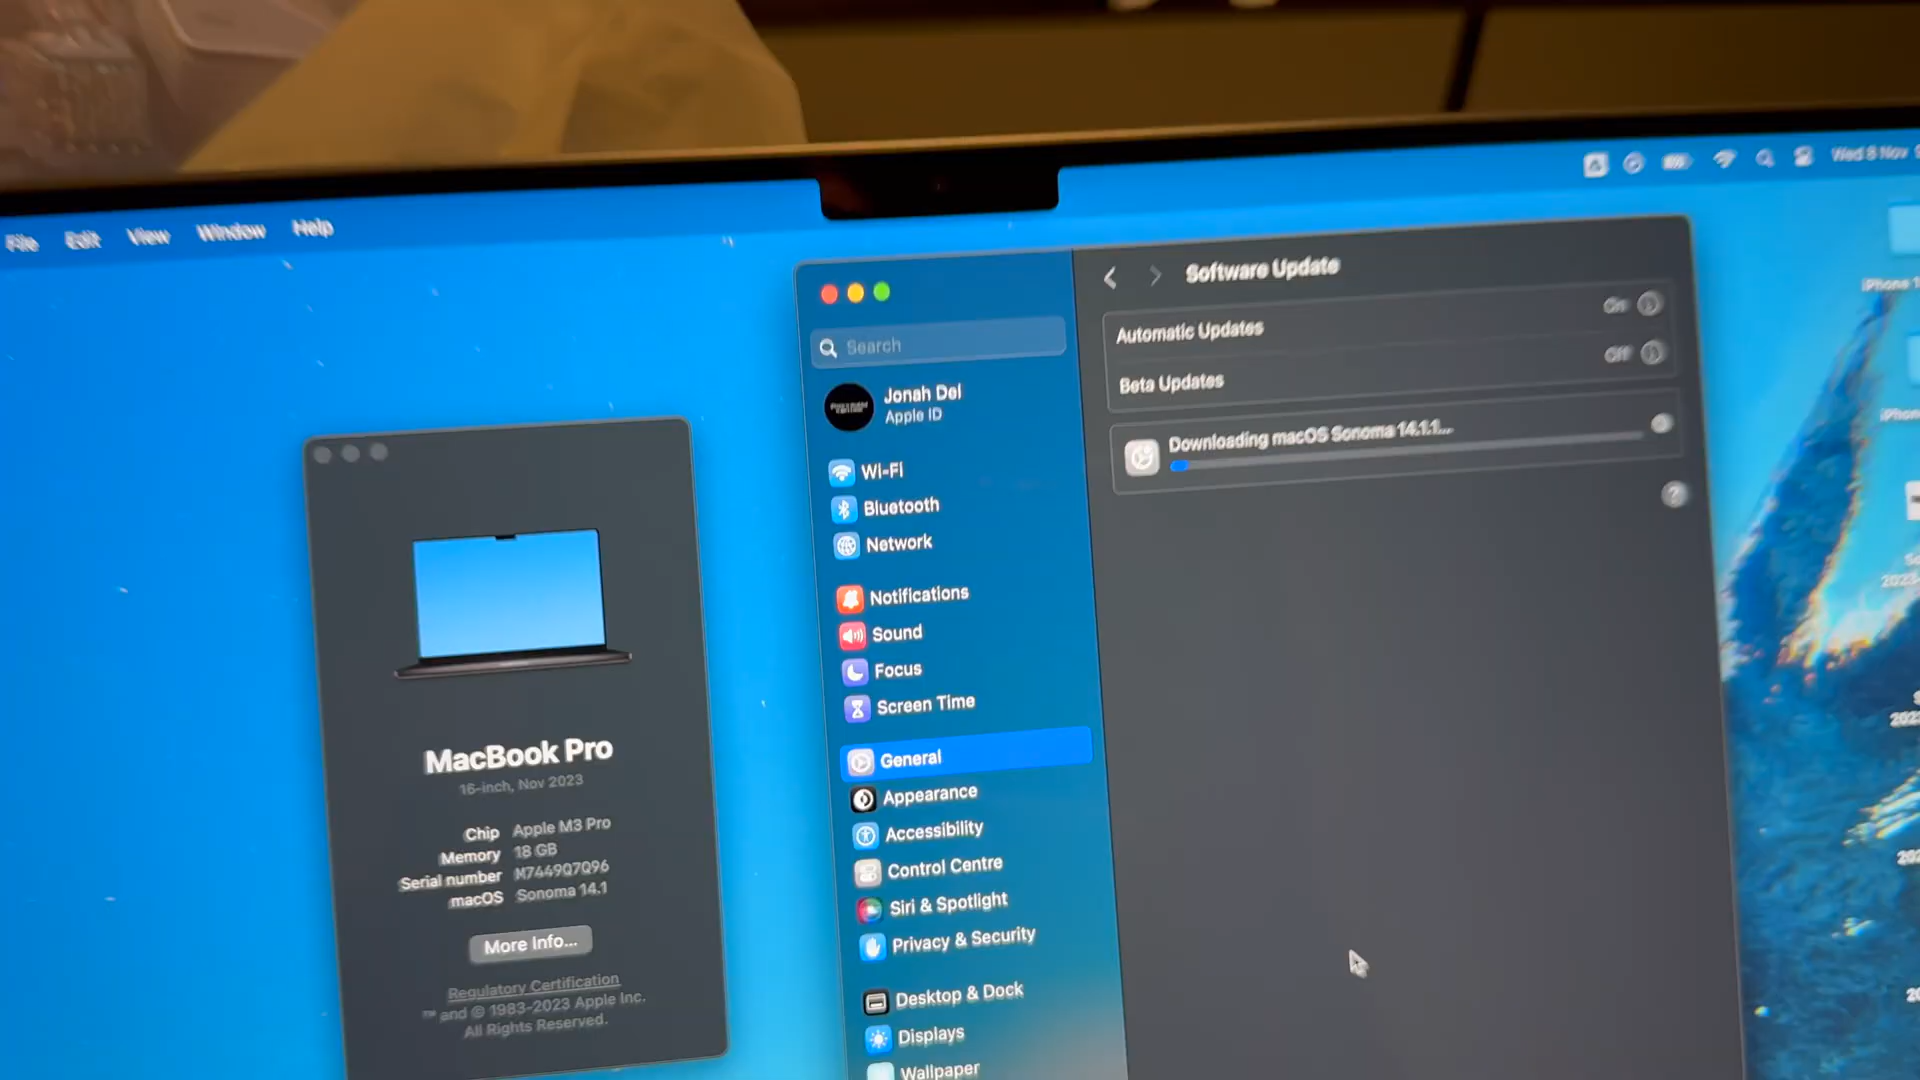 File Edit View Window Help
Wed 8 Nov
Software Update
Search
Automatic Updates
On
Beta Updates
Off
Jonah Del
Apple ID
Downloading macOS Sonoma 14.1.1...
Wi-Fi
Bluetooth
Network
Notifications
Sound
Focus
Screen Time
General
Appearance
Accessibility
Control Centre
Siri & Spotlight
Privacy & Security
Desktop & Dock
Displays
Wallpaper
MacBook Pro
16-inch, Nov 2023
Chip Apple M3 Pro
Memory 18 GB
Serial number M7449Q7Q96
macOS Sonoma 14.1
More Info...
Regulatory Certification
™ and © 1983-2023 Apple Inc.
All Rights Reserved.
iPhone